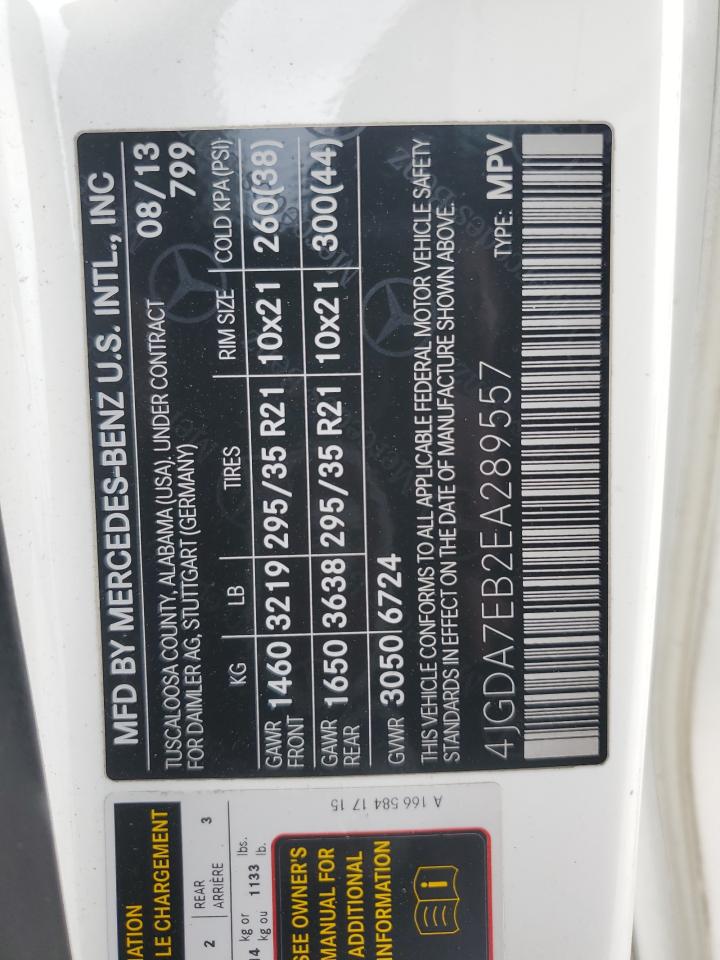 MFD BY MERCEDES-BENZ U.S. INTL., INC
TUSCALOOSA COUNTY, ALABAMA (USA). UNDER CONTRACT 08/13
FOR DAIMLER AG, STUTTGART (GERMANY) 799
KG LB TIRES RIM SIZE COLD KPA (PSI)
GAWR FRONT 1460 3219 295/35 R21 10x21 260(38)
GAWR REAR 1650 3638 295/35 R21 10x21 300(44)
GVWR 3050 6724
THIS VEHICLE CONFORMS TO ALL APPLICABLE FEDERAL MOTOR VEHICLE SAFETY
STANDARDS IN EFFECT ON THE DATE OF MANUFACTURE SHOWN ABOVE.
4JGDA7EB2EA289557 TYPE: MPV
LE CHARGEMENT
2 REAR 3
ARRIÈRE
kg or lbs.
kg ou 1133 lb.
SEE OWNER'S
MANUAL FOR
ADDITIONAL
INFORMATION
A 166 584 17 15